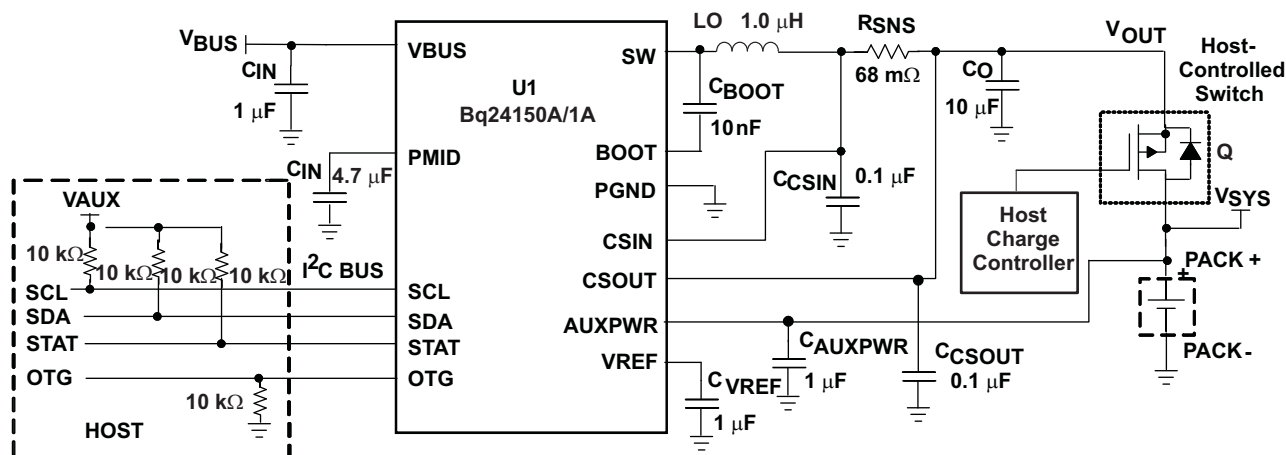 LO 1.0 μH
RSNS
68 mΩ
VOUT
Host-
Controlled
Switch
VBUS
CIN
1 μF
VBUS
SW
U1
Bq24150A/1A
CBOOT
10nF
CO
10 μF
Q
BOOT
PMID
CIN
4.7 μF
PGND
CCSIN
0.1 μF
VSYS
Host
Charge
Controller
VAUX
10 kΩ
10 kΩ
10 kΩ
10 kΩ
I2C BUS
CSIN
CSOUT
+
PACK +
SCL
SCL
SDA
SDA
AUXPWR
STAT
STAT
CAUXPWR
1 μF
CCSOUT
0.1 μF
PACK-
VREF
CVREF
1 μF
OTG
OTG
10 kΩ
HOST